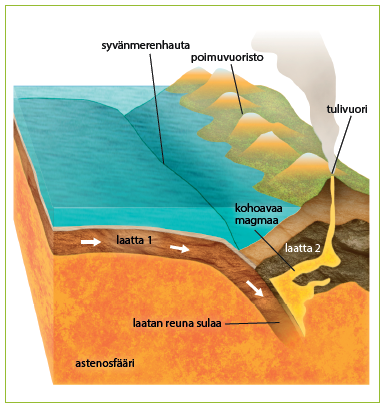 syvänmerenhauta
poimuvuoristo
tulivuori
kohoavaa
magmaa
laatta 1
laatta 2
laatan reuna sulaa
astenosfääri